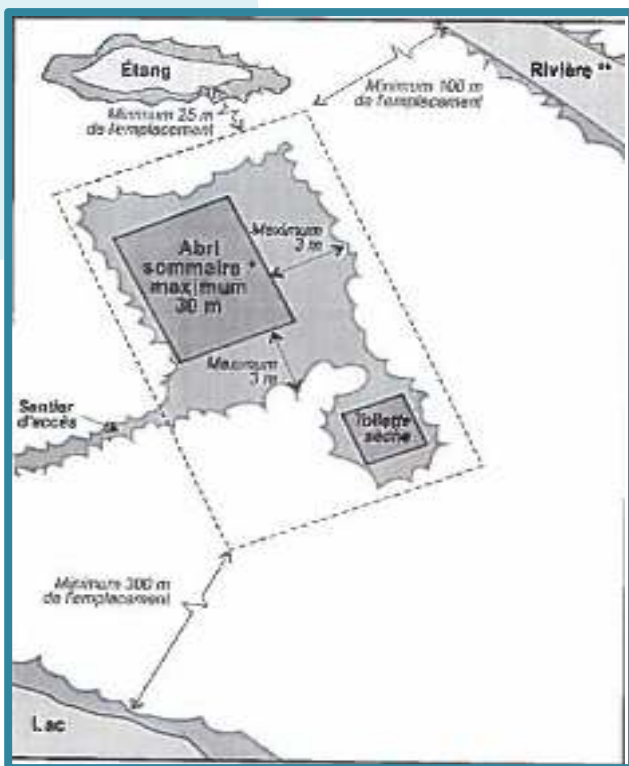 Étang
Rivière **
Minimum 100 m
de l'emplacement
Minimum 25 m
de l'emplacement
Abri
sommaire *
maximum
30 m
Maximum
3 m
Maximum
3 m
Sentier
d'accès
Toilette
sèche
Minimum 300 m
de l'emplacement
Lac